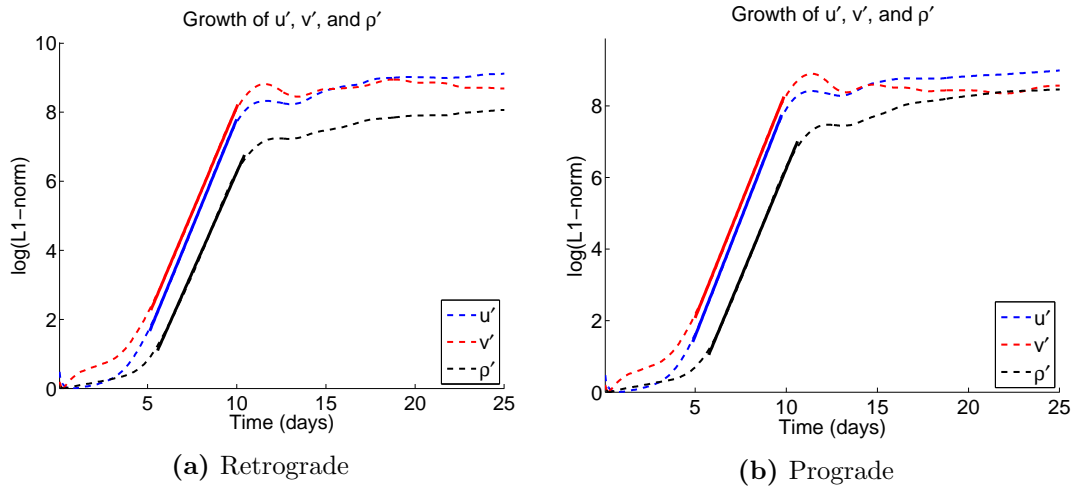 Growth of u′, v′, and ρ′
log(L1−norm)
10
8
6
4
2
0
5
10
15
20
25
Time (days)
u′
v′
ρ′
(a) Retrograde
Growth of u′, v′, and ρ′
log(L1−norm)
8
6
4
2
0
5
10
15
20
25
Time (days)
u′
v′
ρ′
(b) Prograde